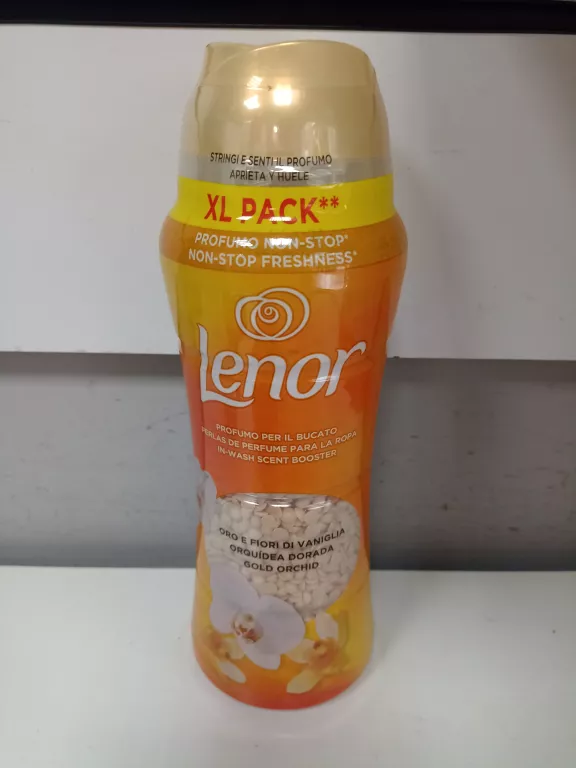 STRINGI E SENTI IL PROFUMO
APRIETA Y HUELE
XL PACK**
PROFUMO NON-STOP*
NON-STOP FRESHNESS*
Lenor
PROFUMO PER IL BUCATO
PERLAS DE PERFUME PARA LA ROPA
IN-WASH SCENT BOOSTER
ORO E FIORI DI VANIGLIA
ORQUÍDEA DORADA
GOLD ORCHID